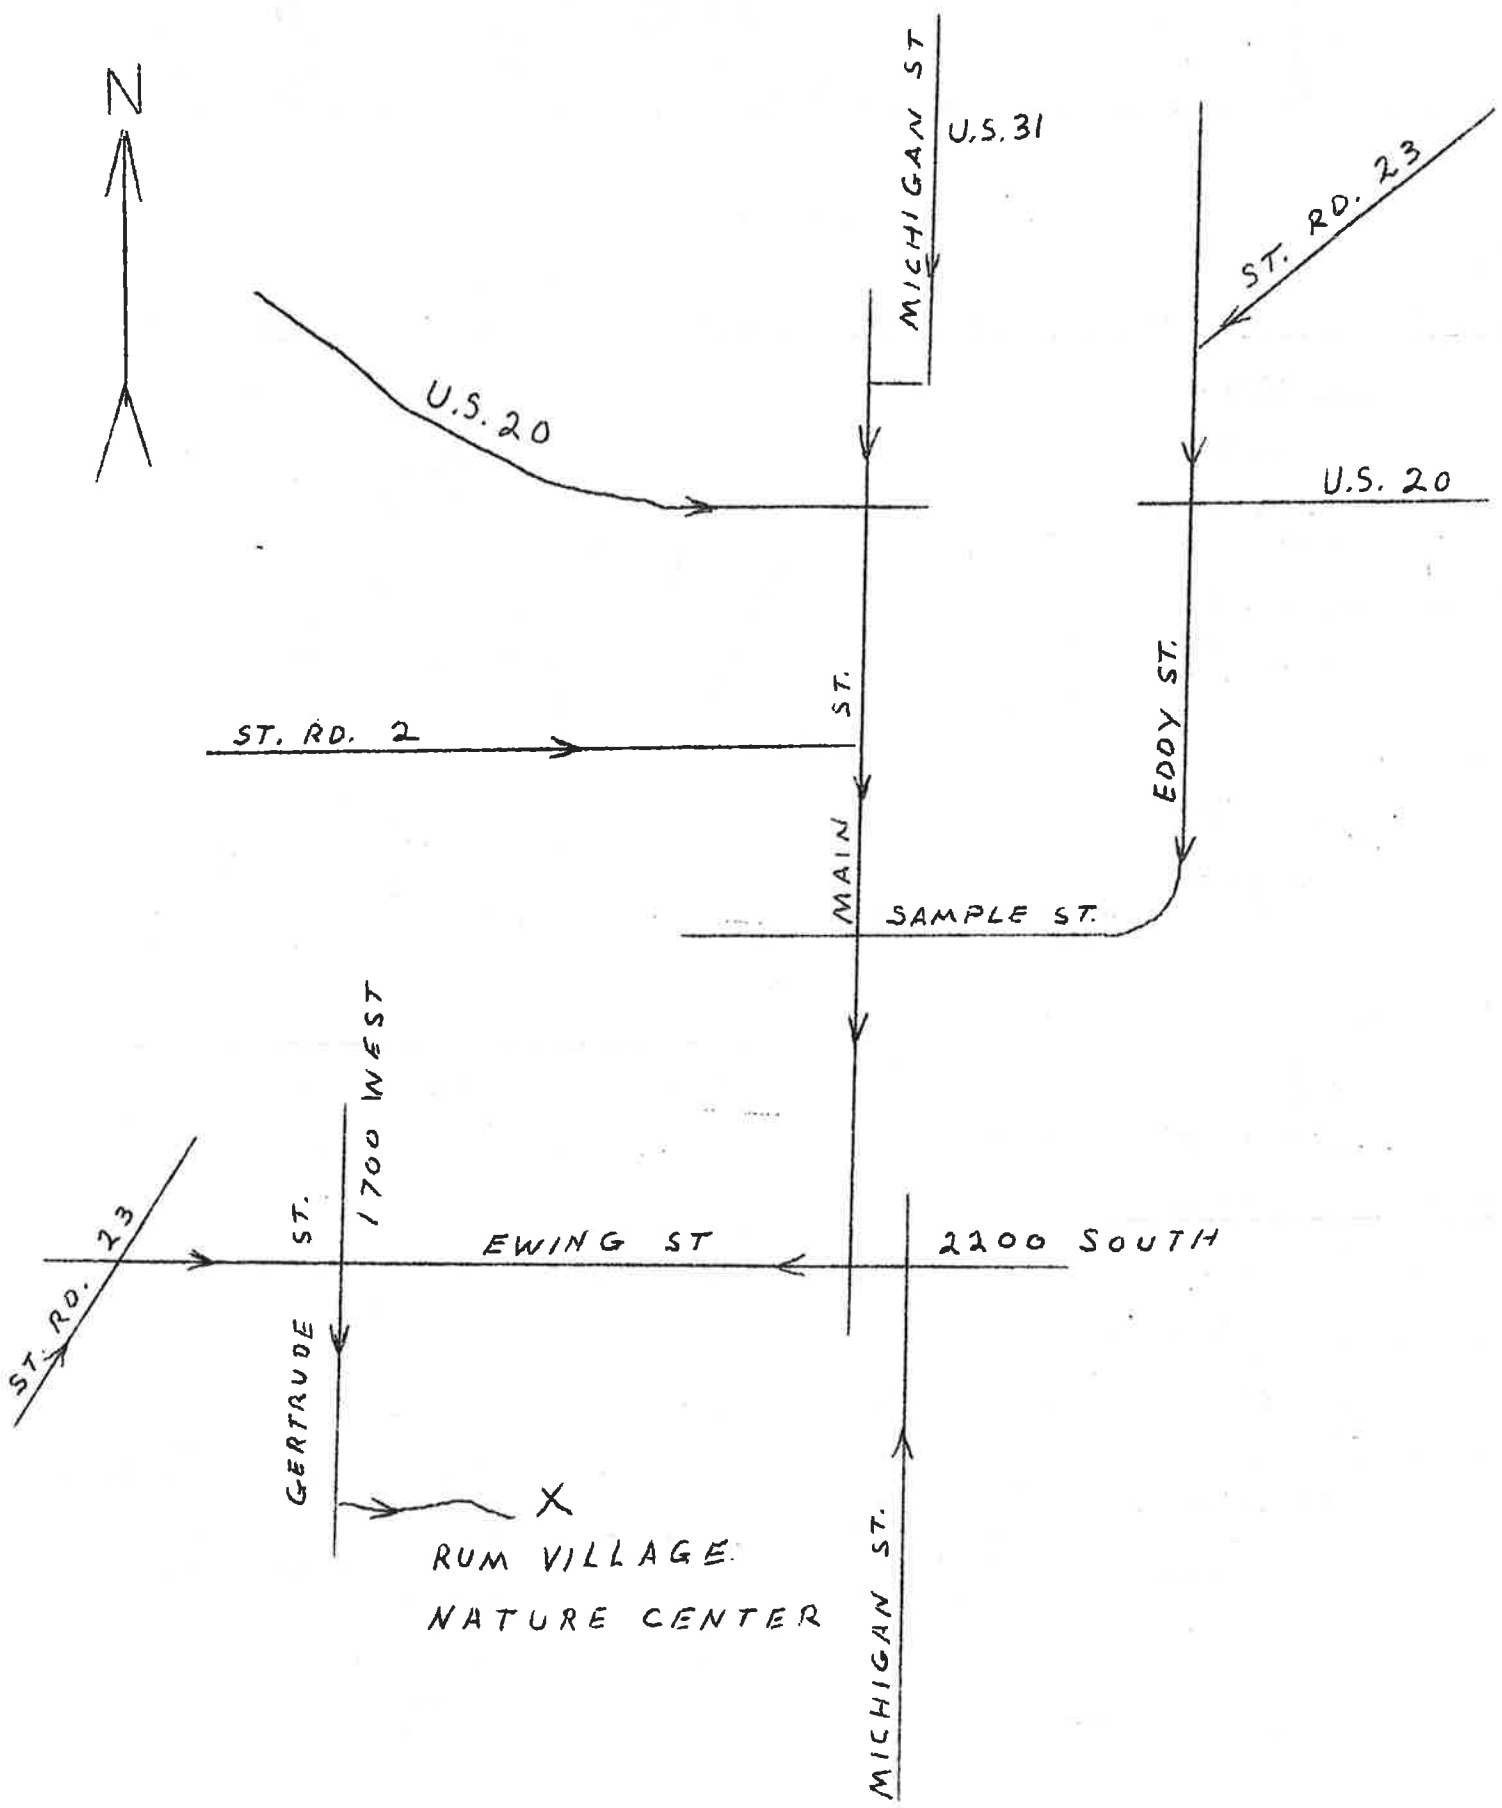 N
MICHIGAN ST
U.S. 31
ST. RD. 23
U.S. 20
U.S. 20
ST. RD. 2
MAIN ST.
EDDY ST.
SAMPLE ST.
1700 WEST
ST. RD. 23
GERTRUDE ST.
EWING ST
2200 SOUTH
X
RUM VILLAGE
NATURE CENTER
MICHIGAN ST.